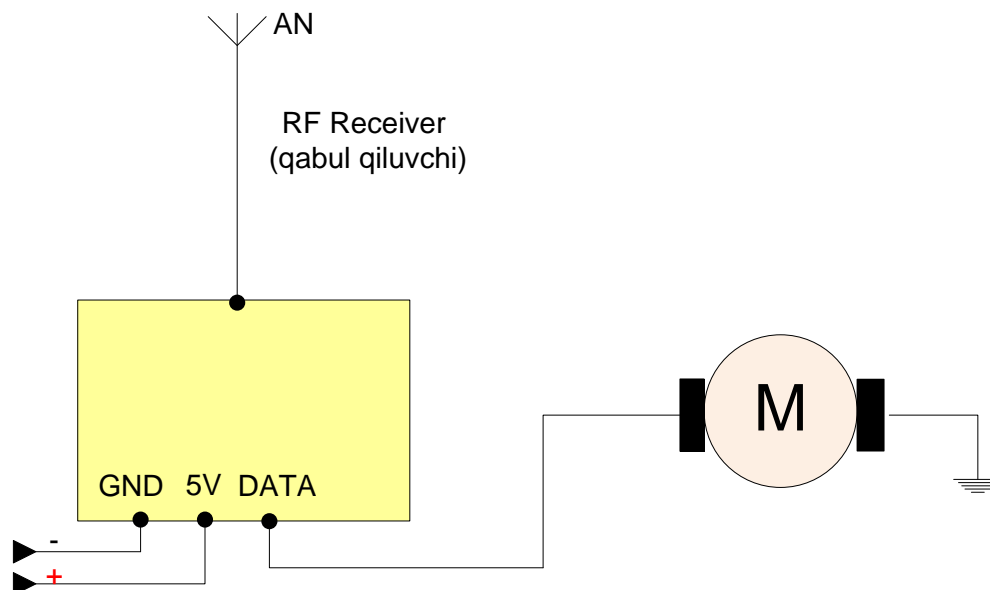 AN
RF Receiver
(qabul qiluvchi)
M
GND 5V DATA
-
+